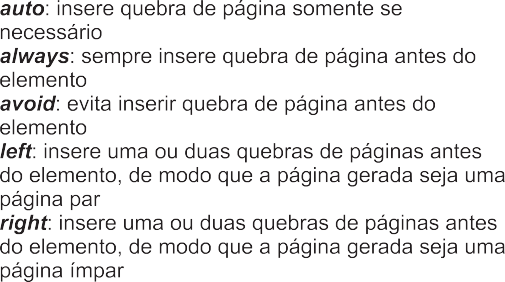 auto: insere quebra de página somente se
necessário
always: sempre insere quebra de página antes do
elemento
avoid: evita inserir quebra de página antes do
elemento
left: insere uma ou duas quebras de páginas antes
do elemento, de modo que a página gerada seja uma
página par
right: insere uma ou duas quebras de páginas antes
do elemento, de modo que a página gerada seja uma
página ímpar